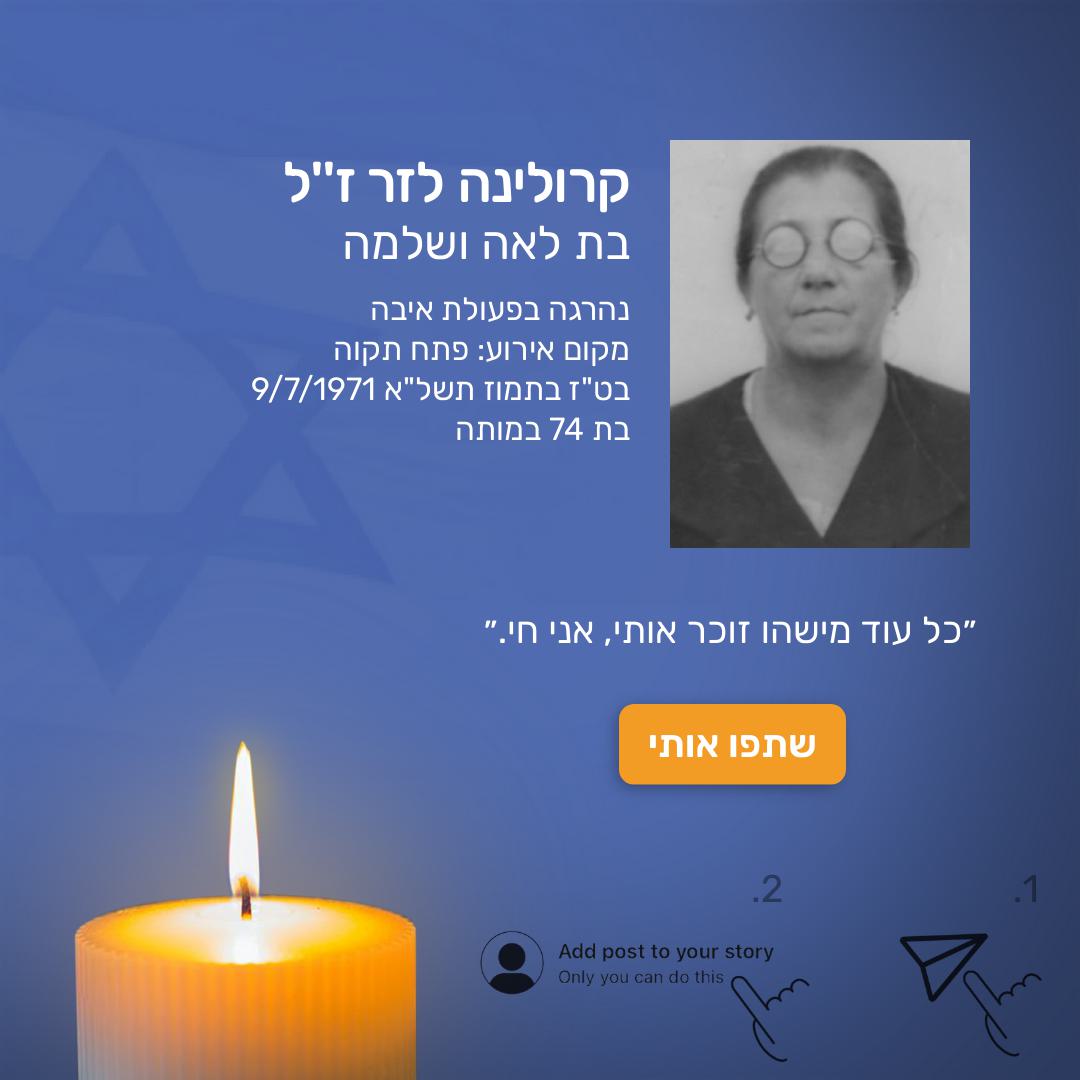 קרולינה לזר ז"ל
בת לאה ושלמה
נהרגה בפעולת איבה
מקום אירוע: פתח תקוה
בט"ז בתמוז תשל"א 9/7/1971
בת 74 במותה
״כל עוד מישהו זוכר אותי, אני חי.״
שתפו אותי
1.
2.
Add post to your story
Only you can do this